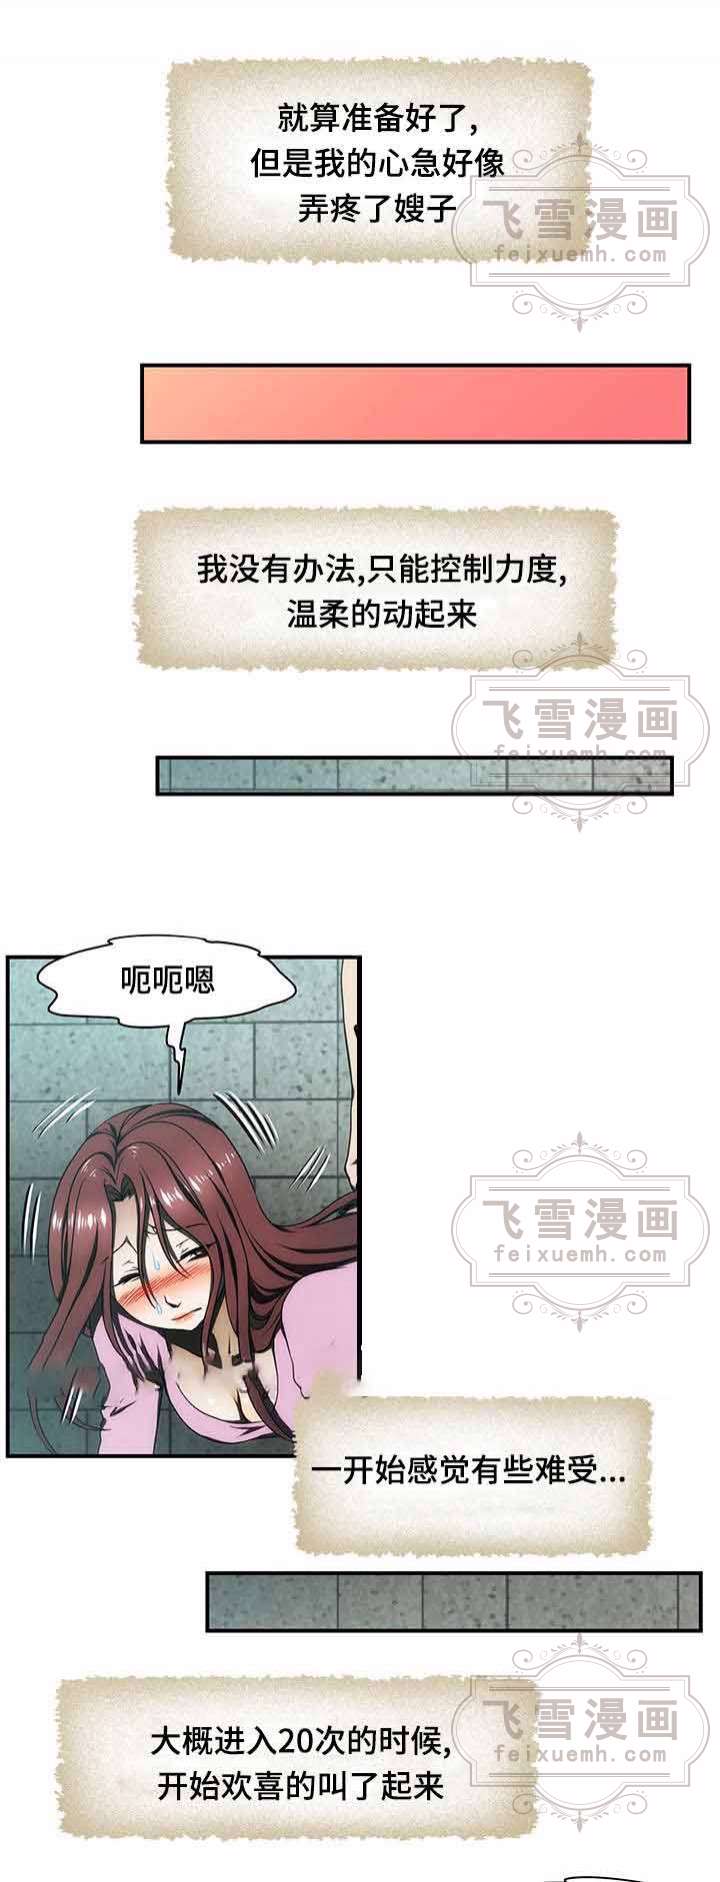 就算准备好了,
但是我的心急好像
弄疼了嫂子
飞雪漫画
feixuemh.com
我没有办法,只能控制力度,
温柔的动起来
飞雪漫画
feixuemh.com
呃呃嗯
飞雪漫画
feixuemh.com
一开始感觉有些难受...
飞雪漫画
feixuemh.com
大概进入20次的时候,
开始欢喜的叫了起来